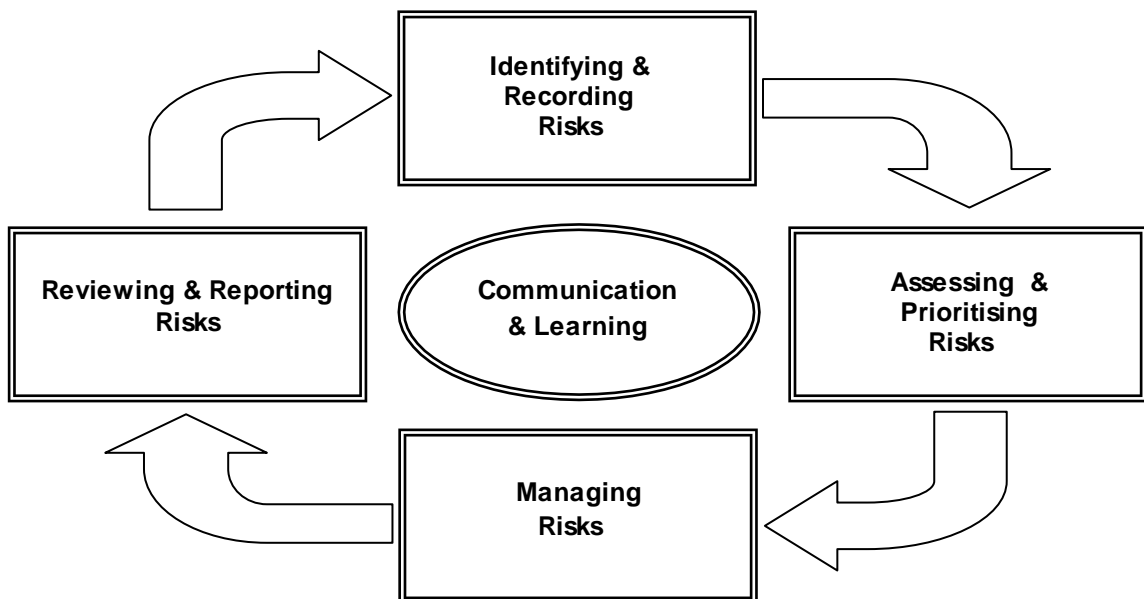 Identifying &
Recording
Risks
Reviewing & Reporting
Risks
Communication
& Learning
Assessing &
Prioritising
Risks
Managing
Risks